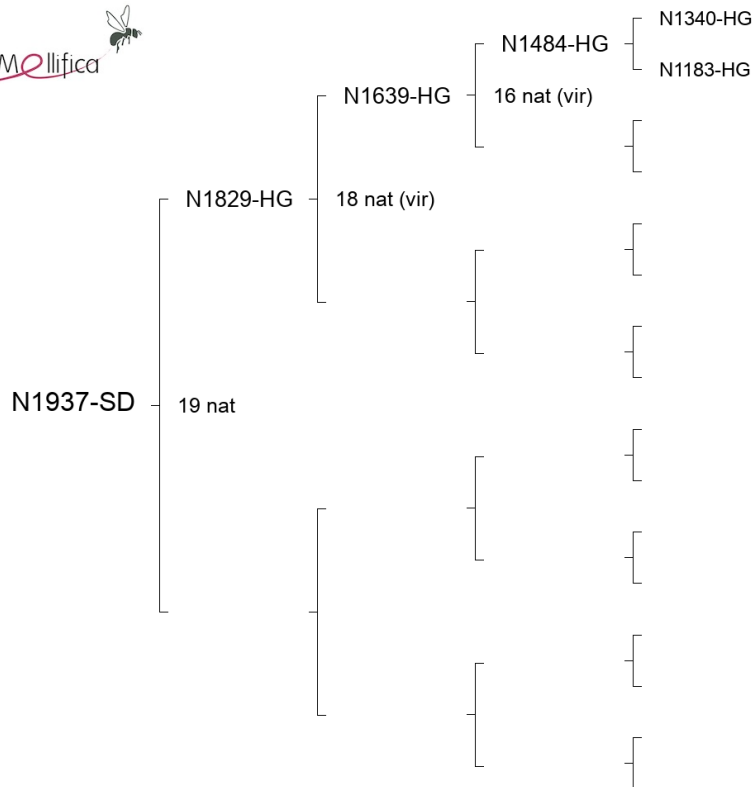 Mellifica
N1340-HG
N1484-HG
N1183-HG
N1639-HG
16 nat (vir)
N1829-HG
18 nat (vir)
N1937-SD
19 nat